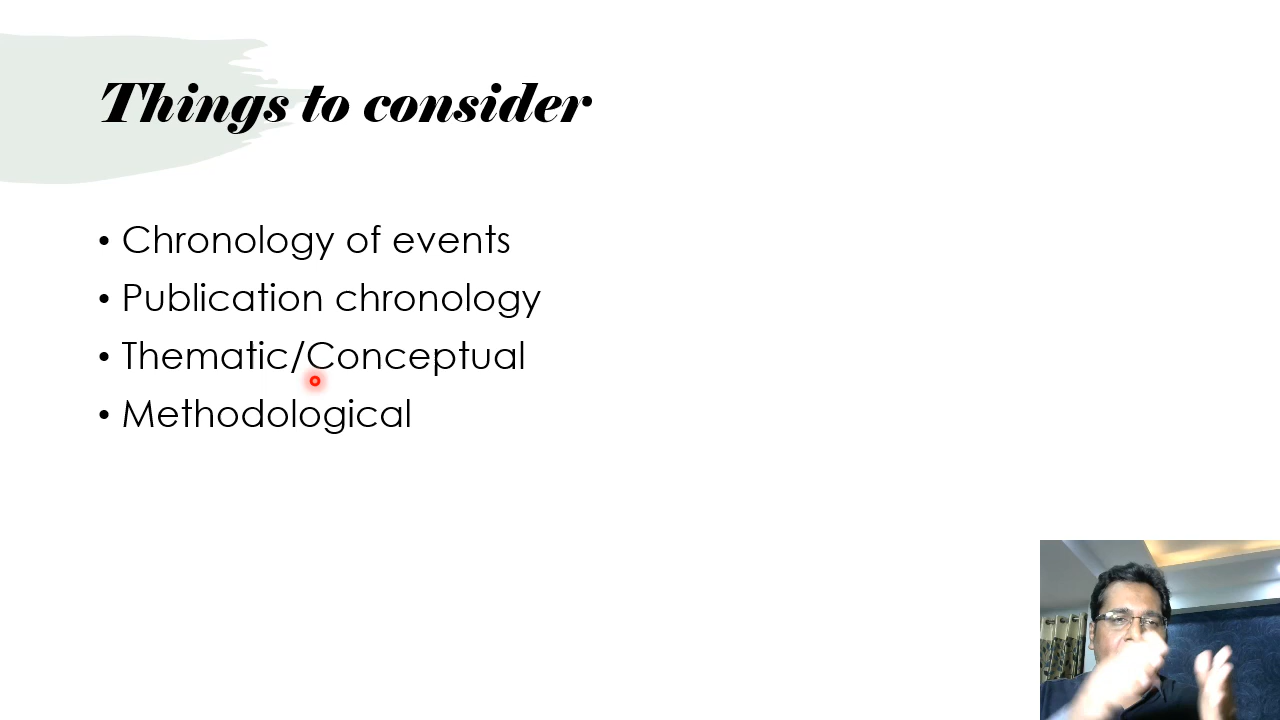 Things to consider
• Chronology of events
• Publication chronology
• Thematic/Conceptual
• Methodological